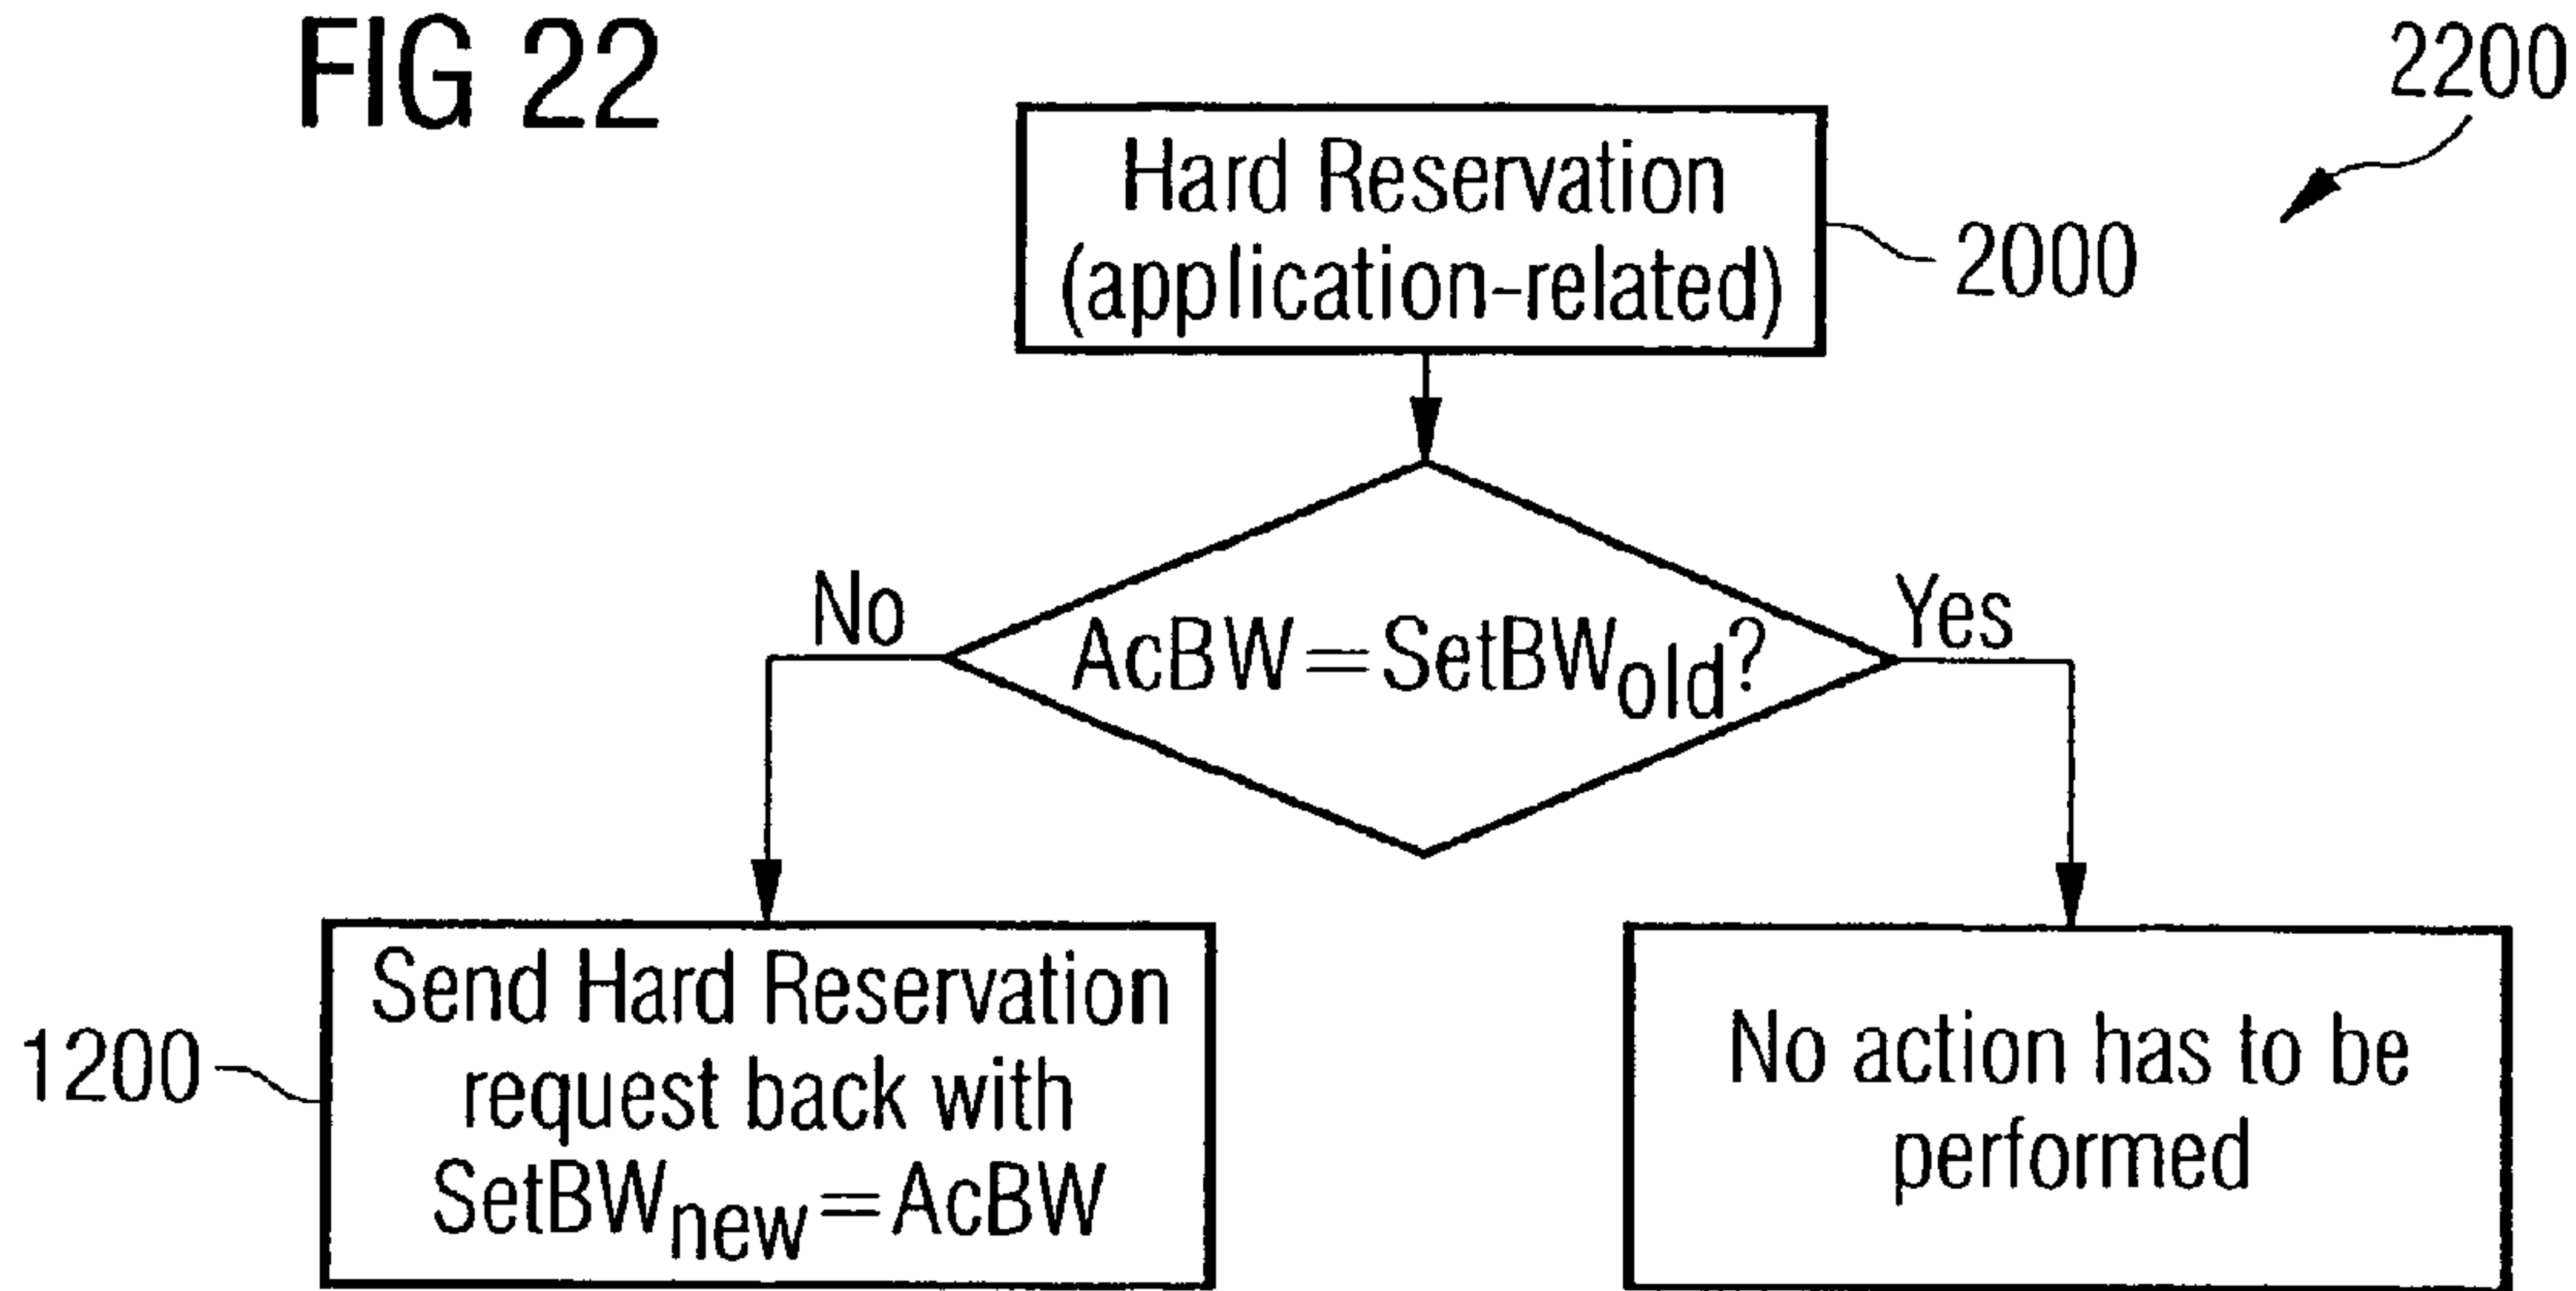 FIG 22
2200
Hard Reservation
(application-related)
2000
No
AcBW=SetBWold?
Yes
1200
Send Hard Reservation
request back with
SetBWnew=AcBW
No action has to be
performed